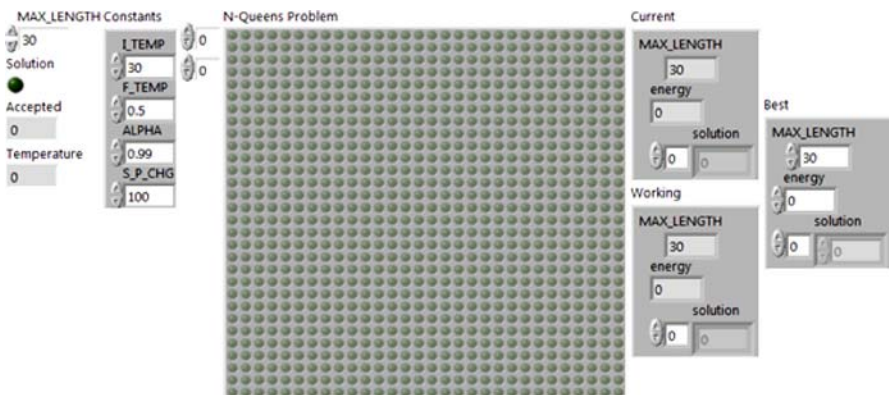 MAX_LENGTH
30
Solution
Accepted
0
Temperature
0
Constants
I_TEMP
30
F_TEMP
0.5
ALPHA
0.99
S_P_CHG
100
0
0
N-Queens Problem
Current
MAX_LENGTH
30
energy
0
solution
0
0
Working
MAX_LENGTH
30
energy
0
solution
0
0
Best
MAX_LENGTH
30
energy
0
solution
0
0